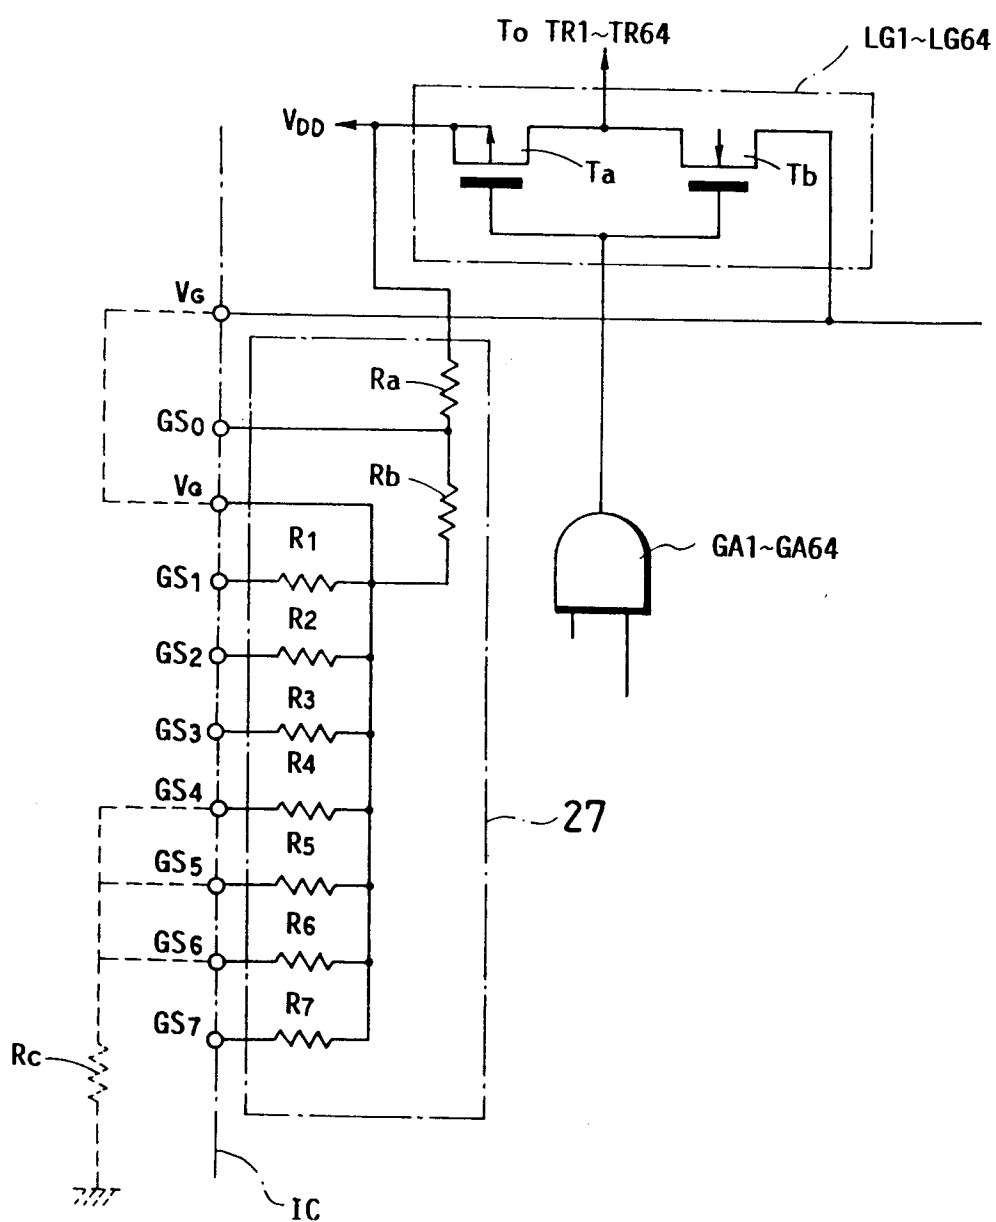 To TR1~TR64
LG1~LG64
VDD
Ta
Tb
VG
Ra
GS0
Rb
VG
R1
GA1~GA64
GS1
R2
GS2
R3
GS3
R4
GS4
27
R5
GS5
R6
GS6
R7
GS7
Rc
IC